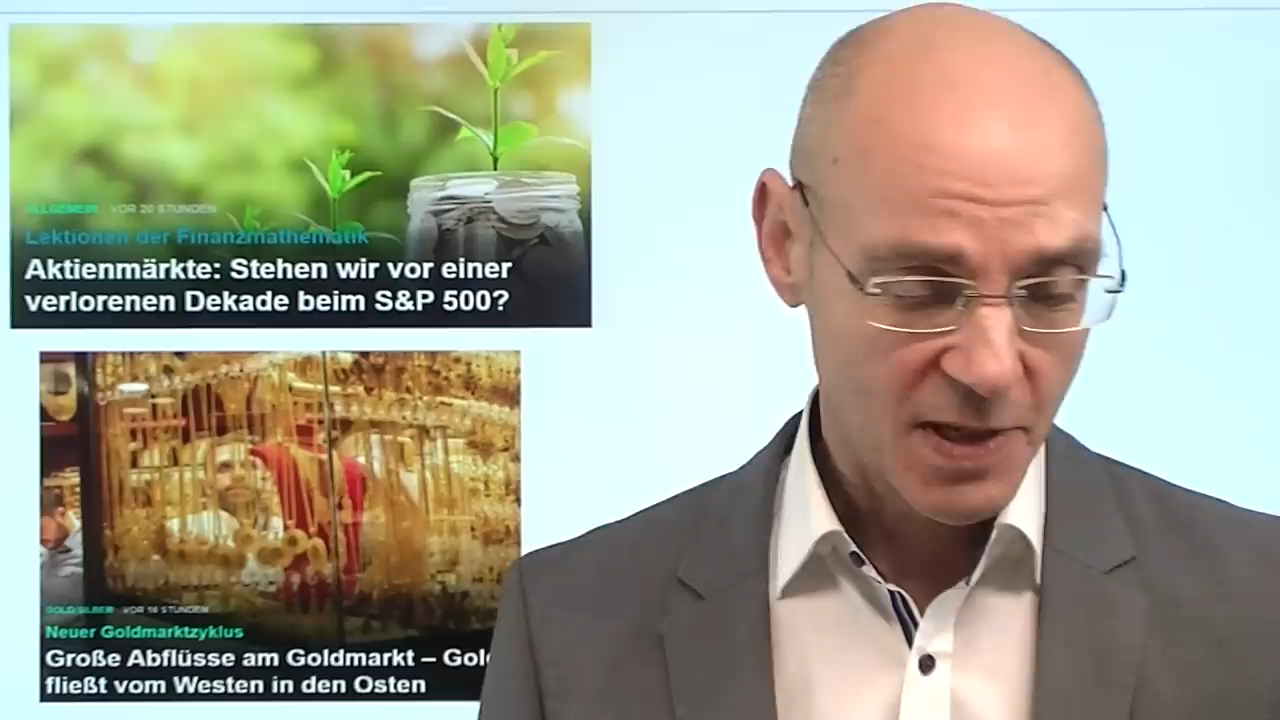 ALLGEMEIN VOR 20 STUNDEN
Lektionen der Finanzmathematik
Aktienmärkte: Stehen wir vor einer
verlorenen Dekade beim S&P 500?
GOLD/SILBER VOR 16 STUNDEN
Neuer Goldmarktzyklus
Große Abflüsse am Goldmarkt – Gol
fließt vom Westen in den Osten